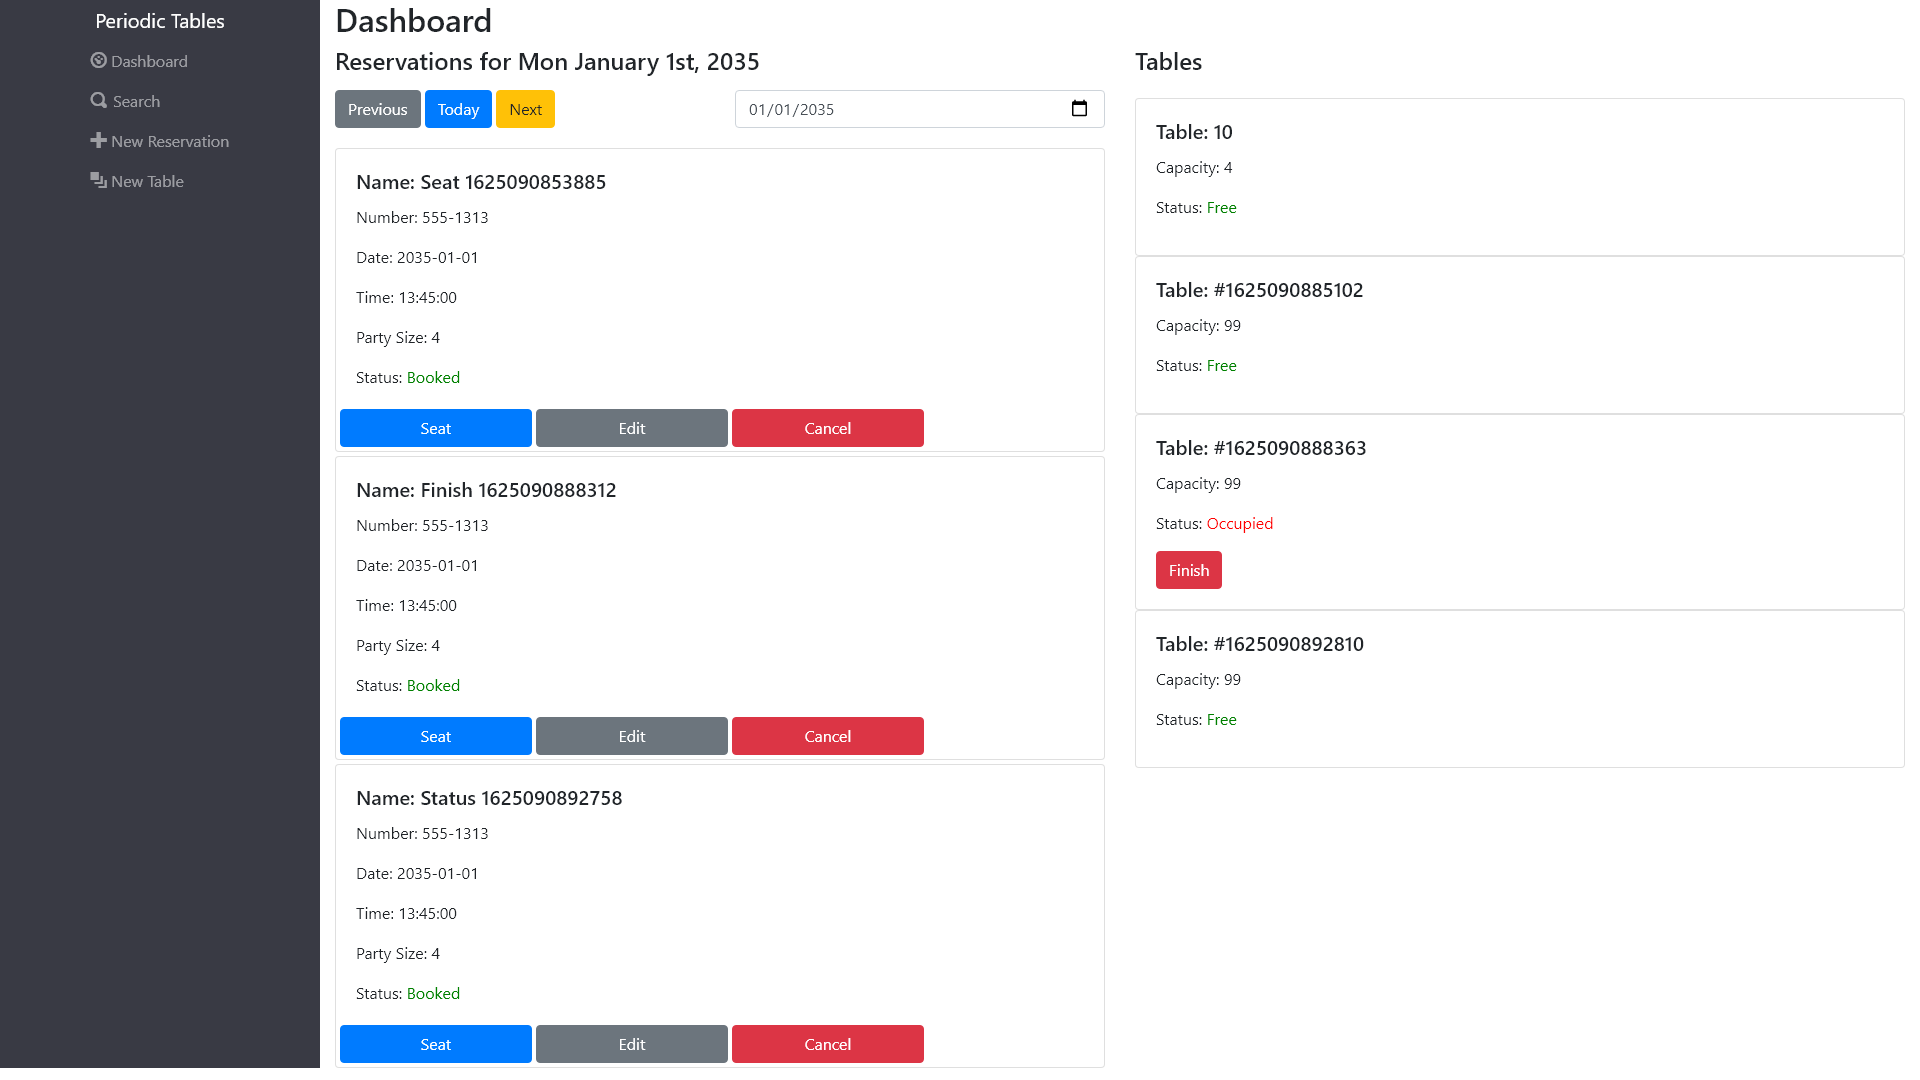 Periodic Tables
Dashboard
Search
New Reservation
New Table
Dashboard
Reservations for Mon January 1st, 2035
Previous Today Next 01/01/2035
Name: Seat 1625090853885
Number: 555-1313
Date: 2035-01-01
Time: 13:45:00
Party Size: 4
Status: Booked
Seat Edit Cancel
Name: Finish 1625090888312
Number: 555-1313
Date: 2035-01-01
Time: 13:45:00
Party Size: 4
Status: Booked
Seat Edit Cancel
Name: Status 1625090892758
Number: 555-1313
Date: 2035-01-01
Time: 13:45:00
Party Size: 4
Status: Booked
Seat Edit Cancel
Tables
Table: 10
Capacity: 4
Status: Free
Table: #1625090885102
Capacity: 99
Status: Free
Table: #1625090888363
Capacity: 99
Status: Occupied
Finish
Table: #1625090892810
Capacity: 99
Status: Free